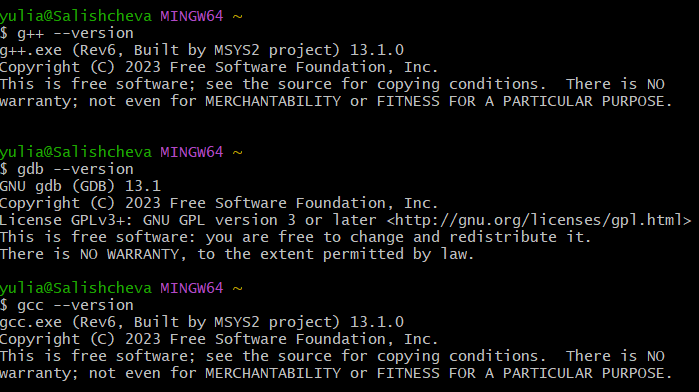 yulia@Salishcheva MINGW64 ~
$ g++ --version
g++.exe (Rev6, Built by MSYS2 project) 13.1.0
Copyright (C) 2023 Free Software Foundation, Inc.
This is free software; see the source for copying conditions.  There is NO
warranty; not even for MERCHANTABILITY or FITNESS FOR A PARTICULAR PURPOSE.
yulia@Salishcheva MINGW64 ~
$ gdb --version
GNU gdb (GDB) 13.1
Copyright (C) 2023 Free Software Foundation, Inc.
License GPLv3+: GNU GPL version 3 or later <http://gnu.org/licenses/gpl.html>
This is free software: you are free to change and redistribute it.
There is NO WARRANTY, to the extent permitted by law.
yulia@Salishcheva MINGW64 ~
$ gcc --version
gcc.exe (Rev6, Built by MSYS2 project) 13.1.0
Copyright (C) 2023 Free Software Foundation, Inc.
This is free software; see the source for copying conditions.  There is NO
warranty; not even for MERCHANTABILITY or FITNESS FOR A PARTICULAR PURPOSE.